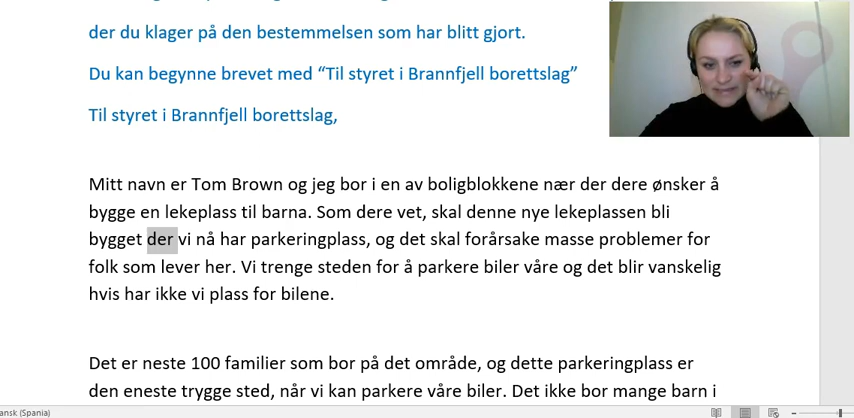 der du klager på den bestemmelsen som har blitt gjort.
Du kan begynne brevet med “Til styret i Brannfjell borettslag”
Til styret i Brannfjell borettslag,
Mitt navn er Tom Brown og jeg bor i en av boligblokkene nær der dere ønsker å
bygge en lekeplass til barna. Som dere vet, skal denne nye lekeplassen bli
bygget der vi nå har parkeringplass, og det skal forårsake masse problemer for
folk som lever her. Vi trenge steden for å parkere biler våre og det blir vanskelig
hvis har ikke vi plass for bilene.
Det er neste 100 familier som bor på det område, og dette parkeringplass er
den eneste trygge sted, når vi kan parkere våre biler. Det ikke bor mange barn i
ansk (Spania)